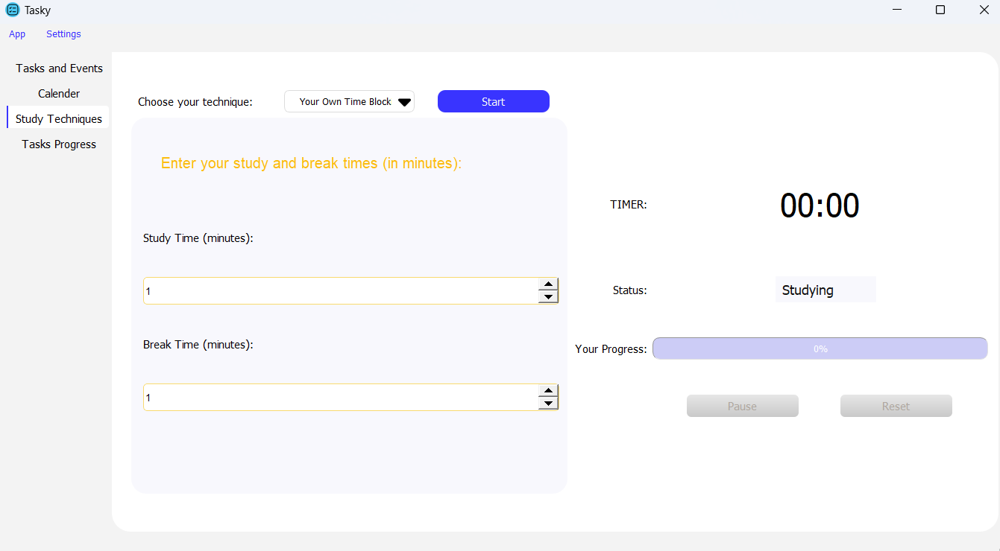 Tasky
App Settings
Tasks and Events
Calender
Study Techniques
Tasks Progress
Choose your technique: Your Own Time Block Start
Enter your study and break times (in minutes):
Study Time (minutes):
1
Break Time (minutes):
1
TIMER: 00:00
Status: Studying
Your Progress: 0%
Pause Reset